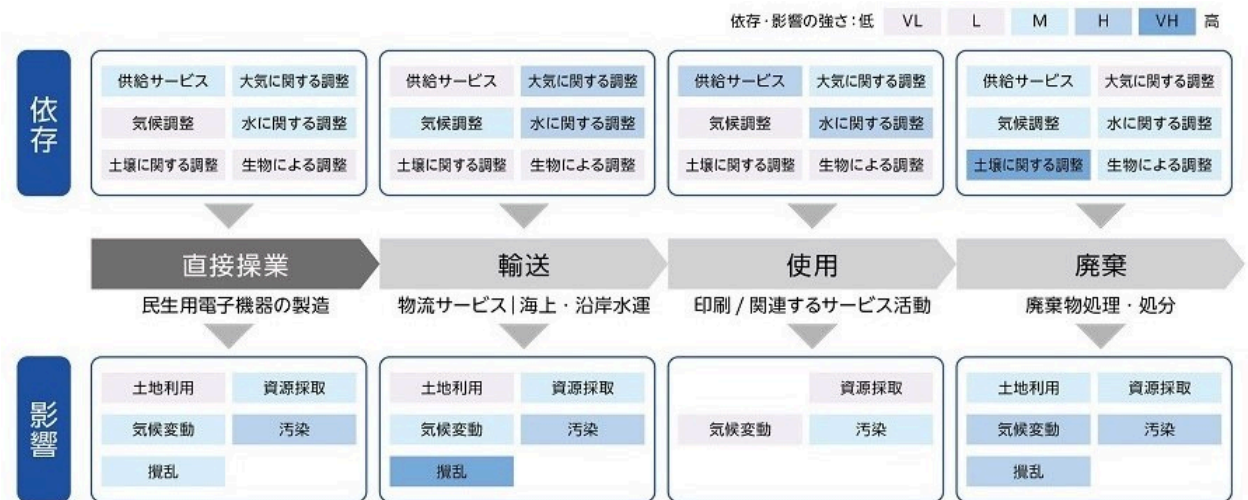 依存・影響の強さ：低 VL L M H VH 高
依存
供給サービス 大気に関する調整
気候調整 水に関する調整
土壌に関する調整 生物による調整
供給サービス 大気に関する調整
気候調整 水に関する調整
土壌に関する調整 生物による調整
供給サービス 大気に関する調整
気候調整 水に関する調整
土壌に関する調整 生物による調整
供給サービス 大気に関する調整
気候調整 水に関する調整
土壌に関する調整 生物による調整
直接操業
民生用電子機器の製造
輸送
物流サービス|海上・沿岸水運
使用
印刷 / 関連するサービス活動
廃棄
廃棄物処理・処分
影響
土地利用 資源採取
気候変動 汚染
攪乱
土地利用 資源採取
気候変動 汚染
攪乱
資源採取
気候変動 汚染
土地利用 資源採取
気候変動 汚染
攪乱